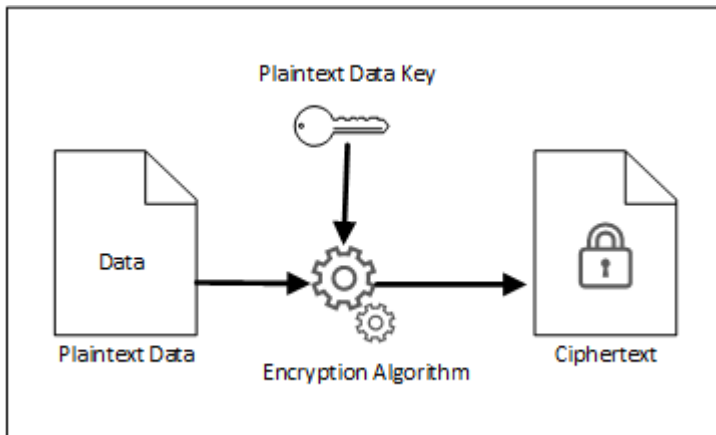 Plaintext Data Key
Data
Plaintext Data
Encryption Algorithm
Ciphertext